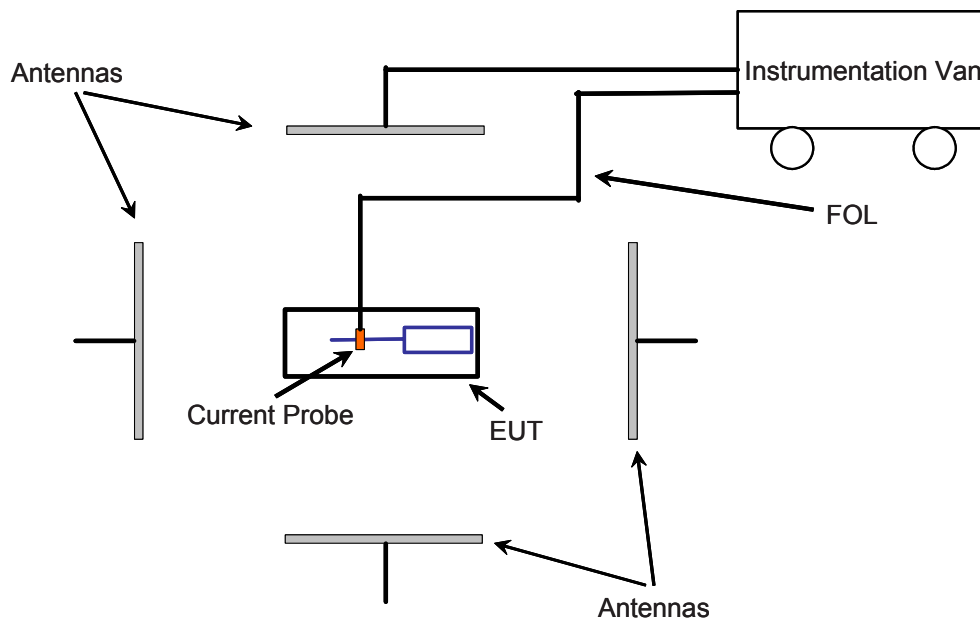 Antennas
Instrumentation Van
FOL
Current Probe
EUT
Antennas